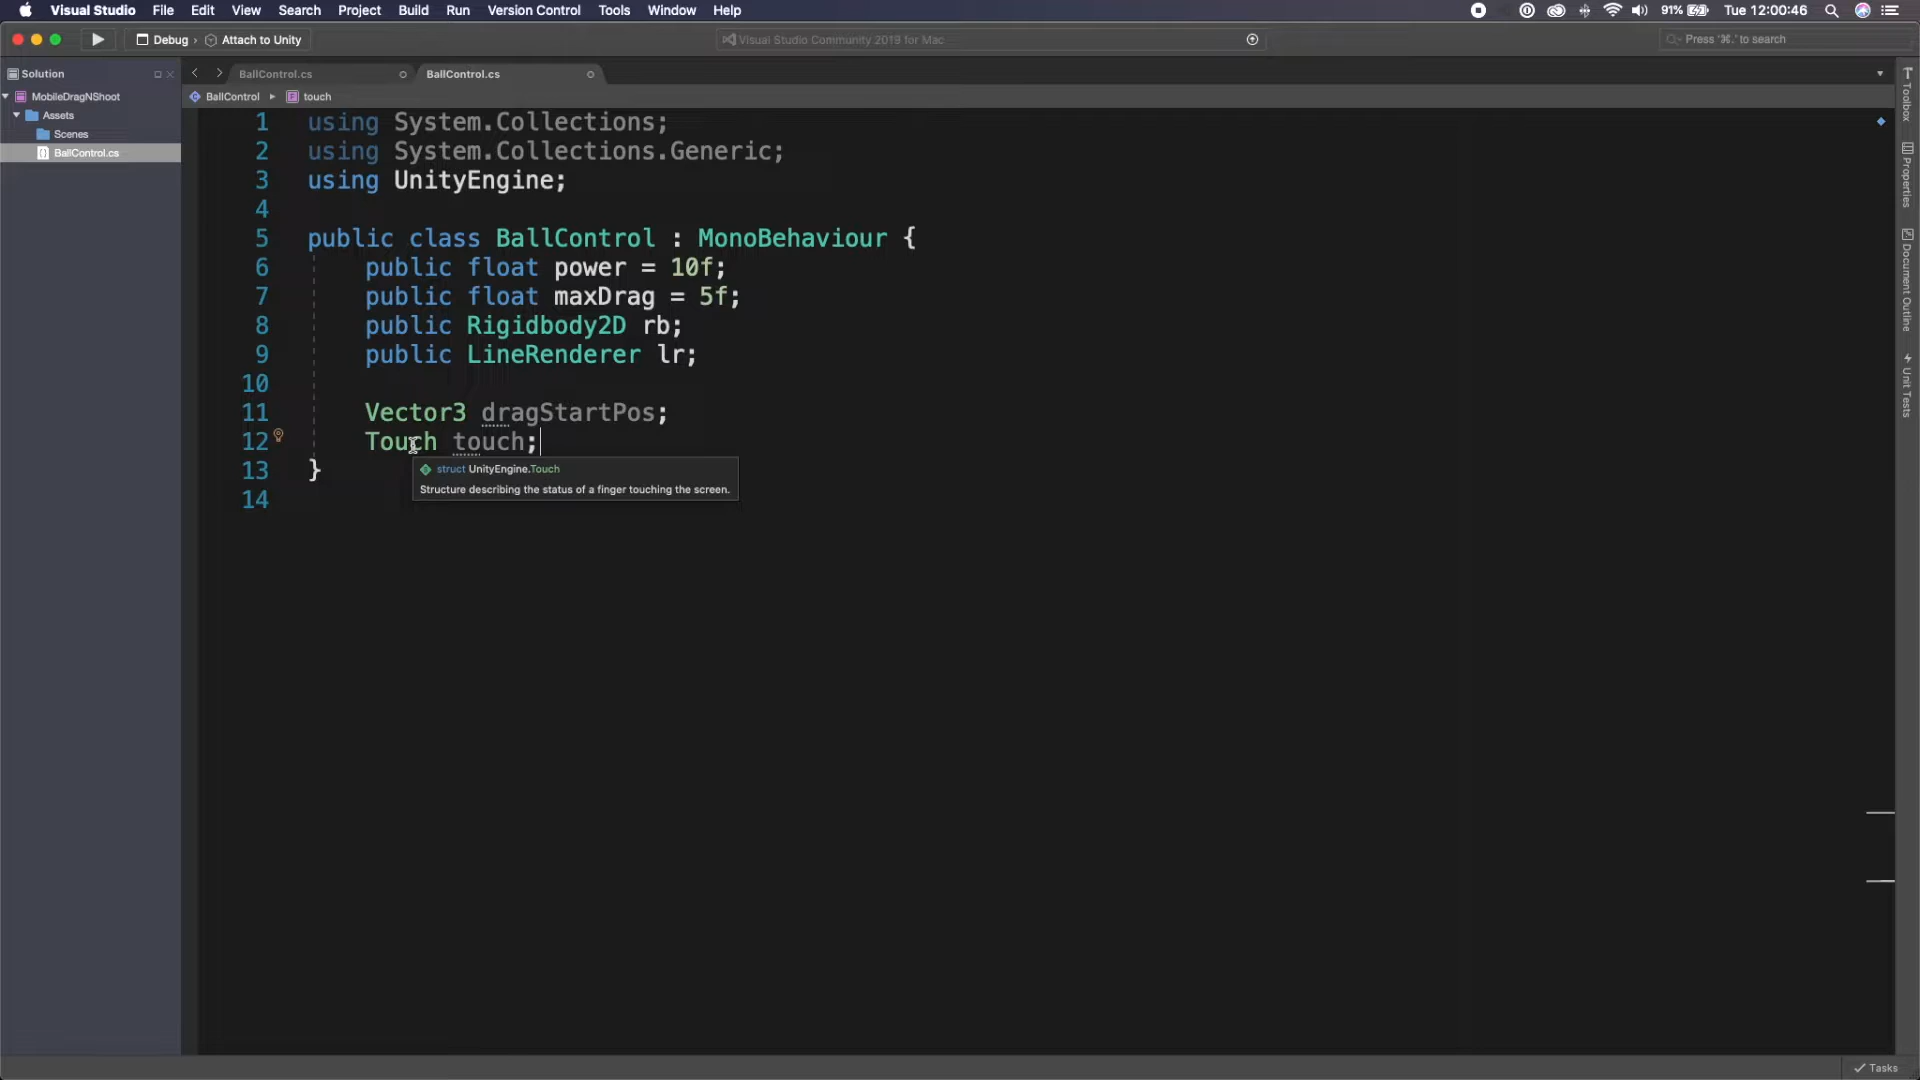 Visual Studio File Edit View Search Project Build Run Version Control Tools Window Help 91% Tue 12:00:46
Debug › Attach to Unity Visual Studio Community 2019 for Mac Press '⌘.' to search
Solution
MobileDragNShoot
Assets
Scenes
BallControl.cs
BallControl.cs BallControl.cs
BallControl ▸ touch
1 using System.Collections;
2 using System.Collections.Generic;
3 using UnityEngine;
4
5 public class BallControl : MonoBehaviour {
6 public float power = 10f;
7 public float maxDrag = 5f;
8 public Rigidbody2D rb;
9 public LineRenderer lr;
10
11 Vector3 dragStartPos;
12 Touch touch;
13 }
14
struct UnityEngine.Touch
Structure describing the status of a finger touching the screen.
Toolbox
Properties
Document Outline
Unit Tests
Tasks